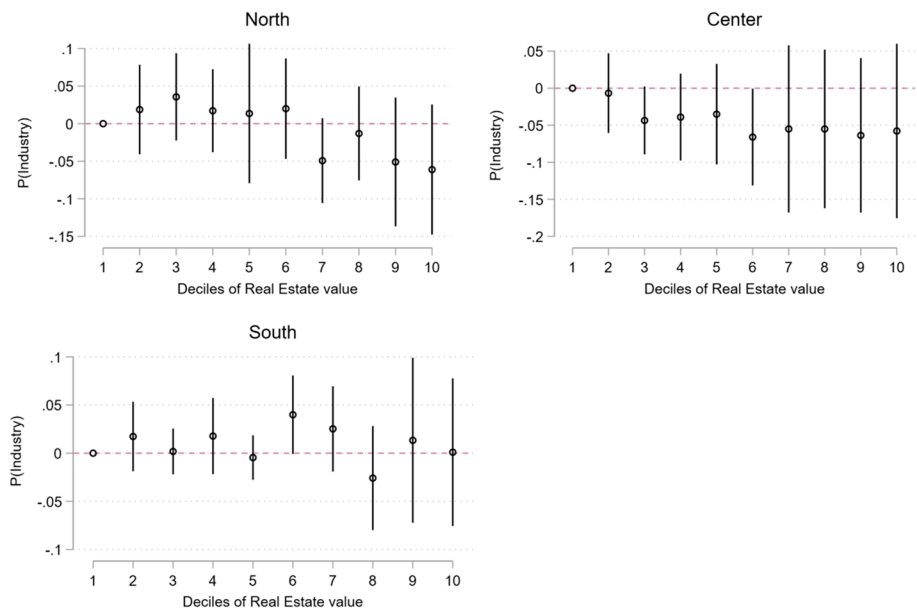 North
.1
.05
0
-.05
-.1
-.15
P(Industry)
1 2 3 4 5 6 7 8 9 10
Deciles of Real Estate value
Center
.05
0
-.05
-.1
-.15
-.2
P(Industry)
1 2 3 4 5 6 7 8 9 10
Deciles of Real Estate value
South
.1
.05
0
-.05
-.1
P(Industry)
1 2 3 4 5 6 7 8 9 10
Deciles of Real Estate value